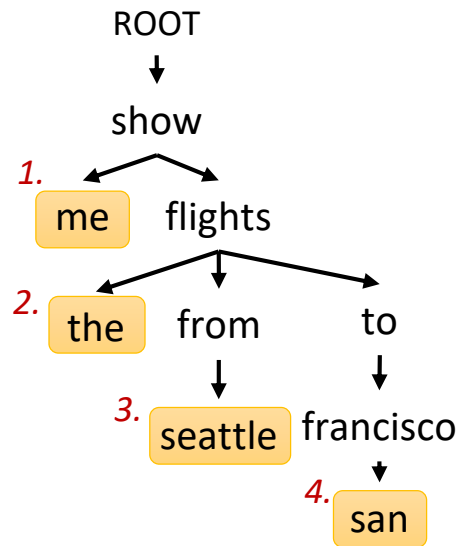 ROOT
show
1.
me flights
2.
the from to
3.
seattle francisco
4.
san